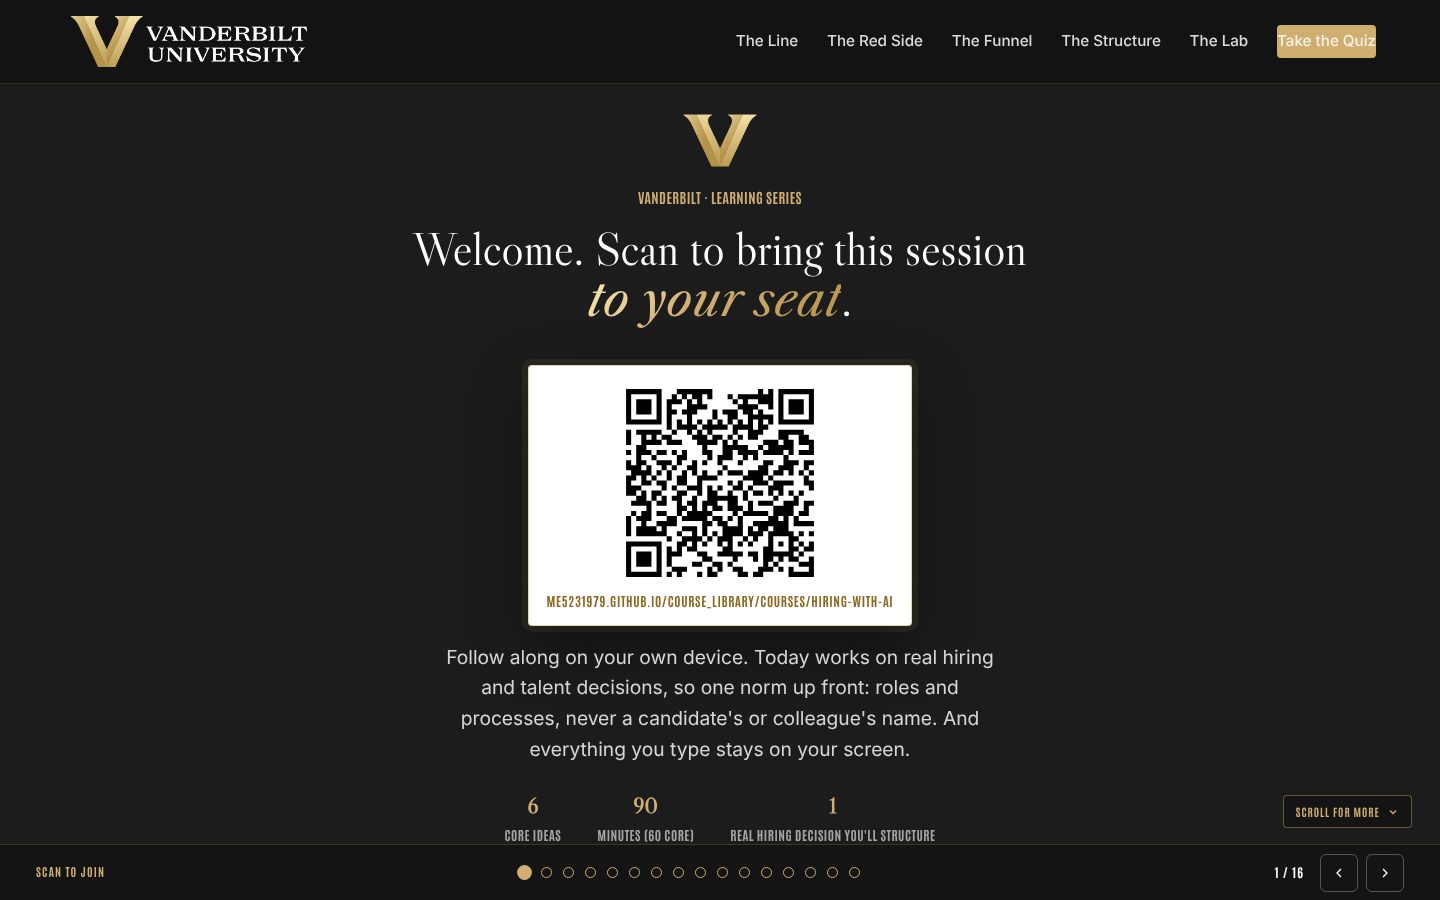 VANDERBILT
UNIVERSITY
The Line
The Red Side
The Funnel
The Structure
The Lab
Take the Quiz
VANDERBILT · LEARNING SERIES
Welcome. Scan to bring this session
to your seat.
ME5231979.GITHUB.IO/COURSE_LIBRARY/COURSES/HIRING-WITH-AI
Follow along on your own device. Today works on real hiring
and talent decisions, so one norm up front: roles and
processes, never a candidate's or colleague's name. And
everything you type stays on your screen.
6
CORE IDEAS
90
MINUTES (60 CORE)
1
REAL HIRING DECISION YOU'LL STRUCTURE
SCROLL FOR MORE
SCAN TO JOIN
1 / 16